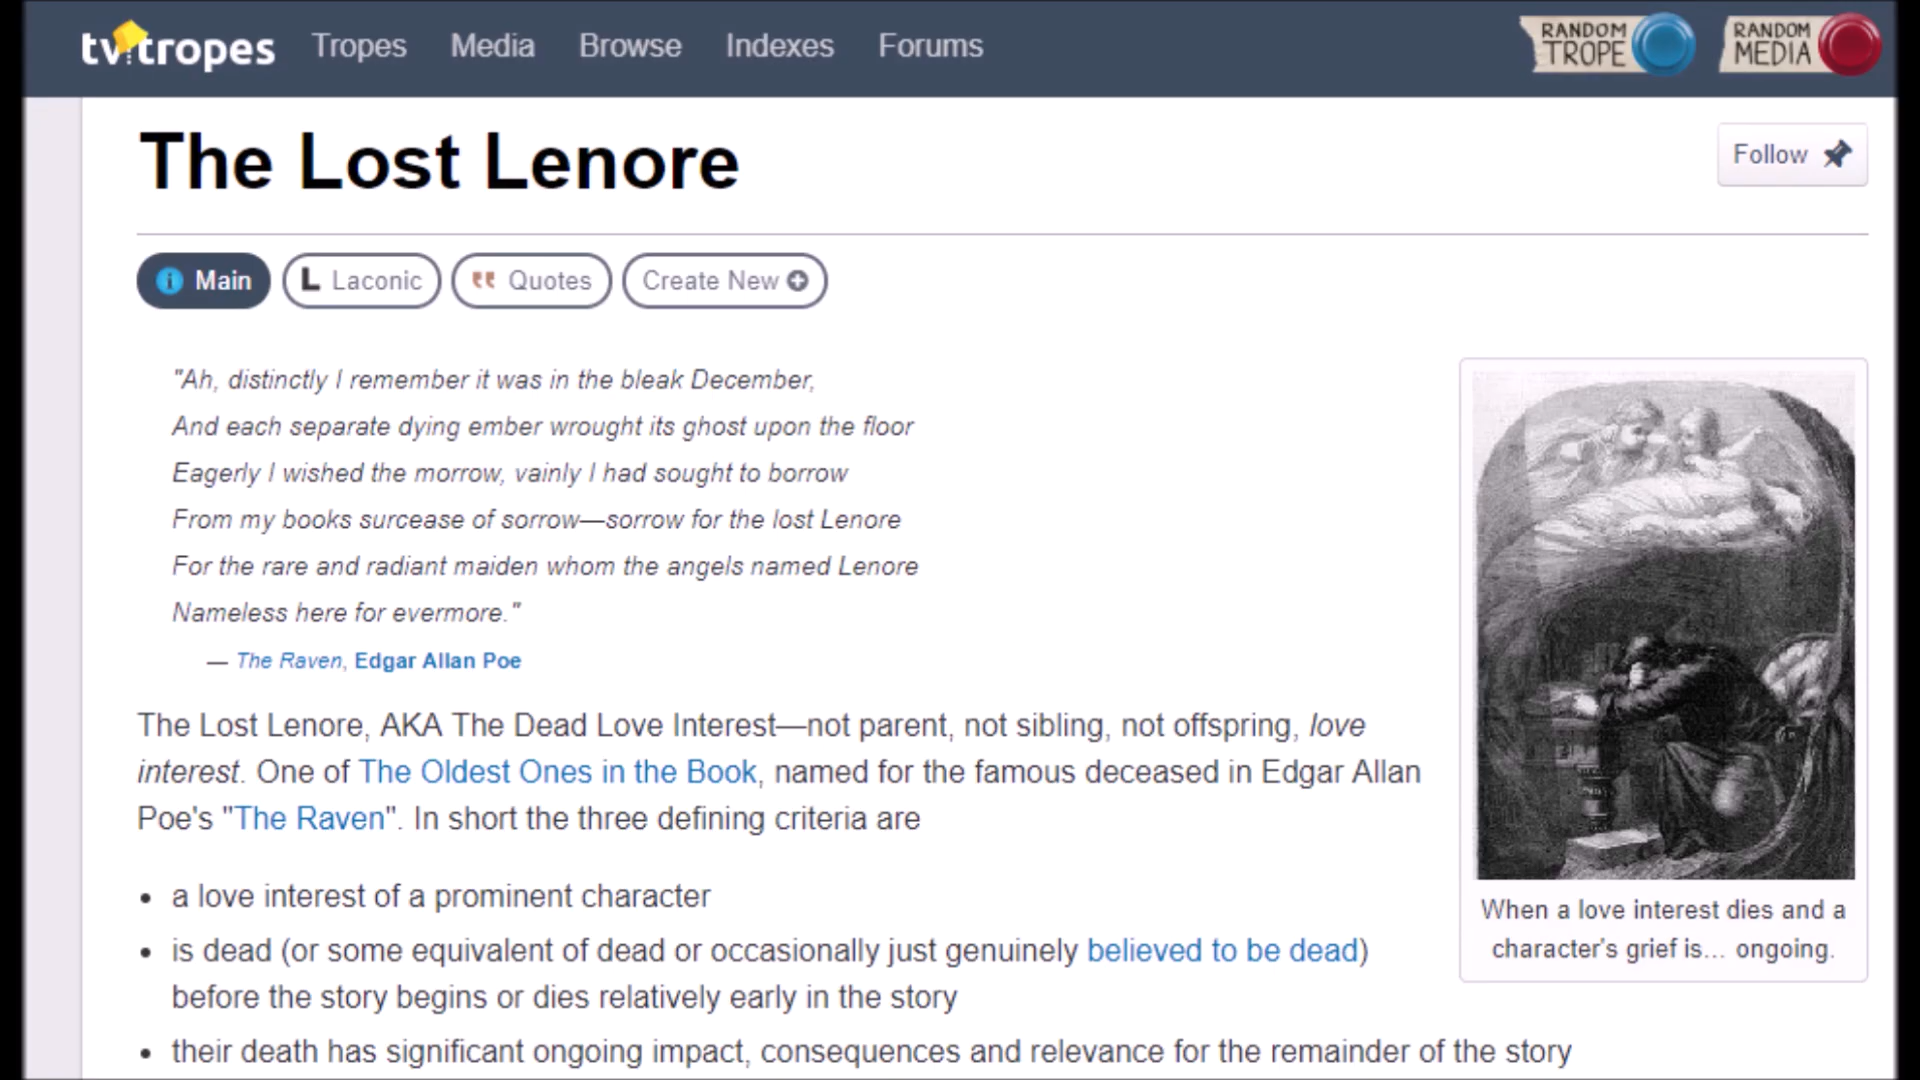 tvtropes Tropes Media Browse Indexes Forums RANDOM TROPE RANDOM MEDIA
The Lost Lenore
Follow
Main Laconic Quotes Create New
"Ah, distinctly I remember it was in the bleak December,
And each separate dying ember wrought its ghost upon the floor
Eagerly I wished the morrow, vainly I had sought to borrow
From my books surcease of sorrow—sorrow for the lost Lenore
For the rare and radiant maiden whom the angels named Lenore
Nameless here for evermore."
— The Raven, Edgar Allan Poe
The Lost Lenore, AKA The Dead Love Interest—not parent, not sibling, not offspring, love
interest. One of The Oldest Ones in the Book, named for the famous deceased in Edgar Allan
Poe's "The Raven". In short the three defining criteria are
• a love interest of a prominent character
• is dead (or some equivalent of dead or occasionally just genuinely believed to be dead)
before the story begins or dies relatively early in the story
• their death has significant ongoing impact, consequences and relevance for the remainder of the story
When a love interest dies and a
character's grief is... ongoing.